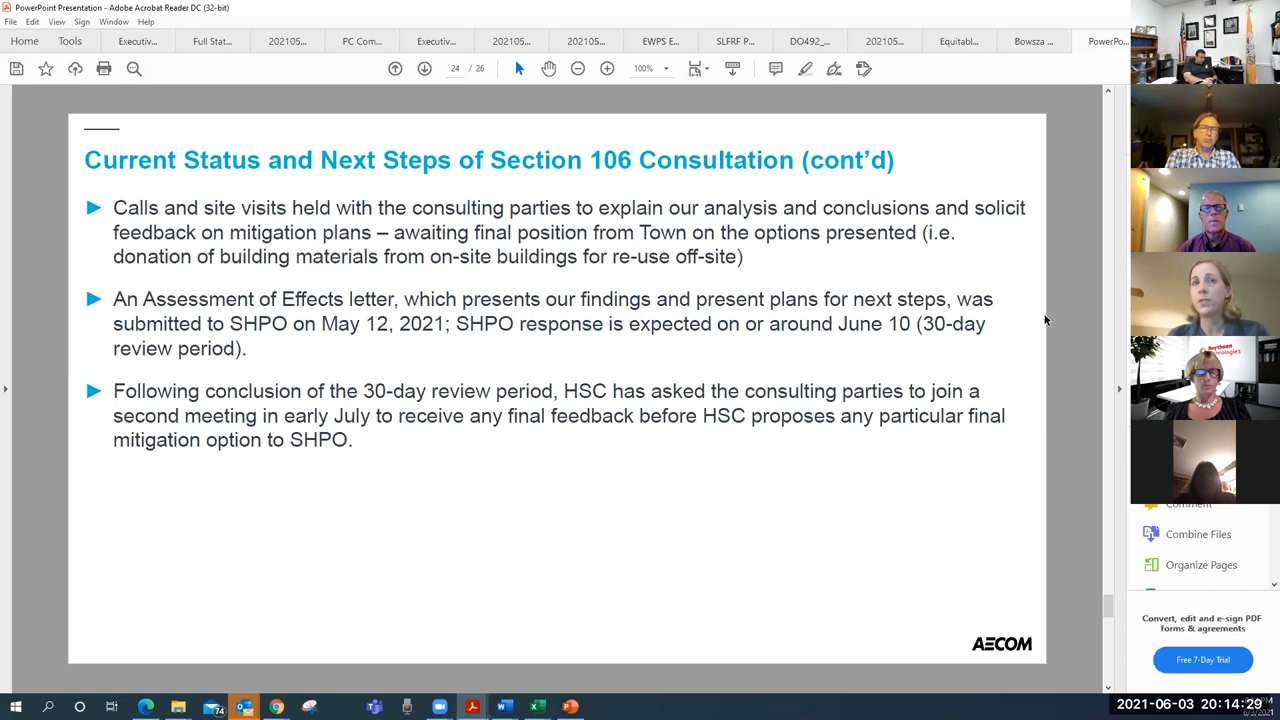 PowerPoint Presentation - Adobe Acrobat Reader DC (32-bit)
File Edit View Sign Window Help
Home Tools Executiv... Full Stat... 202105... PC Com... Executiv... 202105... 202105... EWPS E... SLFRF P... DO492_... 202105... Equitabl... Bowsza ... PowerPo...
24 / 26 100%
Current Status and Next Steps of Section 106 Consultation (cont’d)
Calls and site visits held with the consulting parties to explain our analysis and conclusions and solicit
feedback on mitigation plans – awaiting final position from Town on the options presented (i.e.
donation of building materials from on-site buildings for re-use off-site)
An Assessment of Effects letter, which presents our findings and present plans for next steps, was
submitted to SHPO on May 12, 2021; SHPO response is expected on or around June 10 (30-day
review period).
Following conclusion of the 30-day review period, HSC has asked the consulting parties to join a
second meeting in early July to receive any final feedback before HSC proposes any particular final
mitigation option to SHPO.
AECOM
Raytheon
Technologies
Comment
Combine Files
Organize Pages
Convert, edit and e-sign PDF
forms & agreements
Free 7-Day Trial
74
2021-06-03 20:14:29
6/3/2021